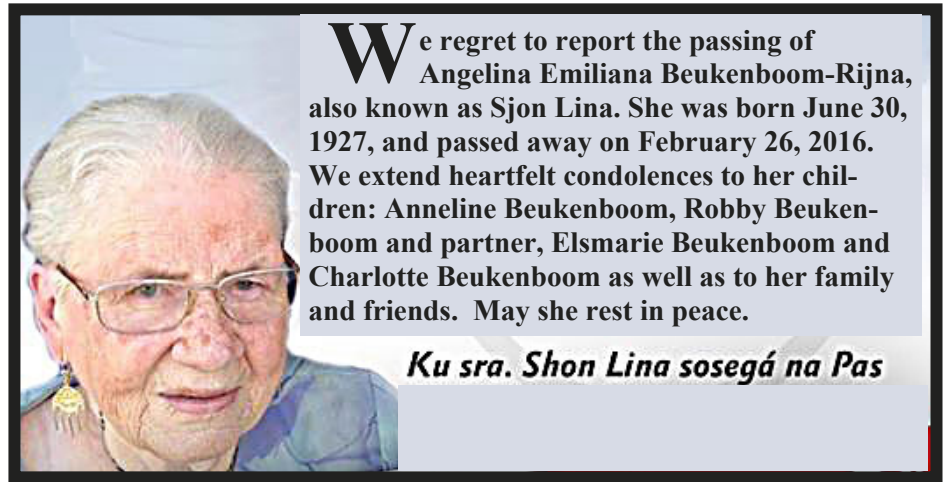 We regret to report the passing of
Angelina Emiliana Beukenboom-Rijna,
also known as Sjon Lina. She was born June 30,
1927, and passed away on February 26, 2016.
We extend heartfelt condolences to her chil-
dren: Anneline Beukenboom, Robby Beuken-
boom and partner, Elsmarie Beukenboom and
Charlotte Beukenboom as well as to her family
and friends. May she rest in peace.
Ku sra. Shon Lina sosegá na Pas